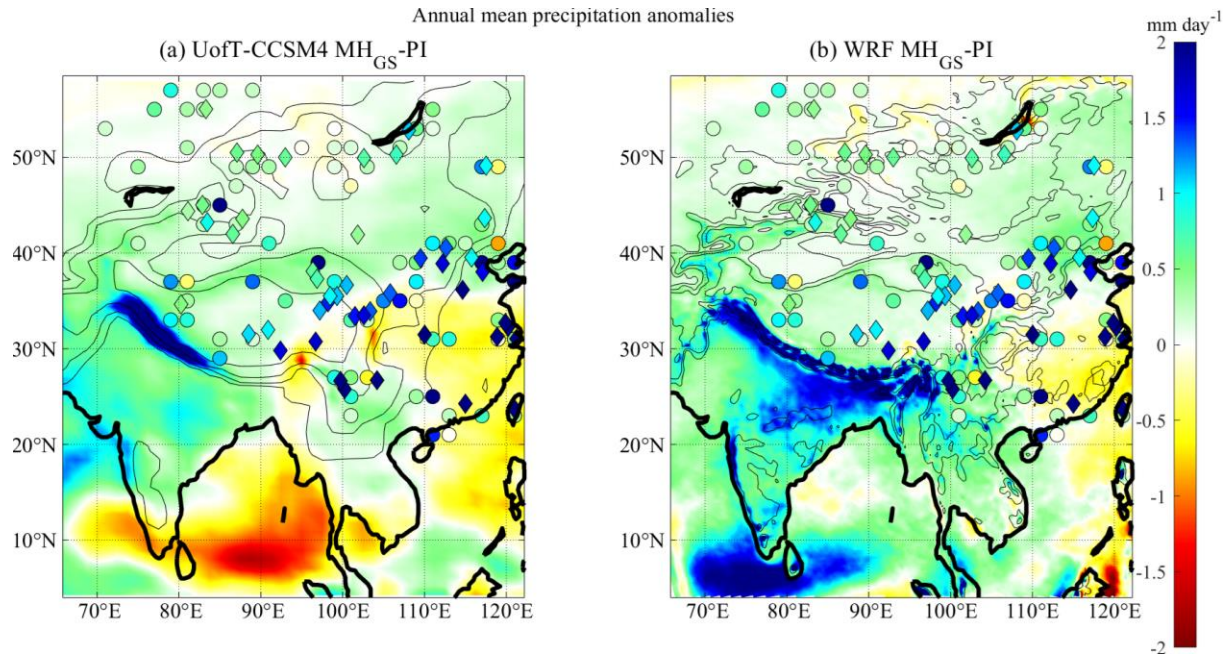 Annual mean precipitation anomalies
mm day⁻¹
(a) UofT-CCSM4 MH_GS-PI
(b) WRF MH_GS-PI
50°N
40°N
30°N
20°N
10°N
70°E 80°E 90°E 100°E 110°E 120°E
50°N
40°N
30°N
20°N
10°N
70°E 80°E 90°E 100°E 110°E 120°E
2
1.5
1
0.5
0
-0.5
-1
-1.5
-2